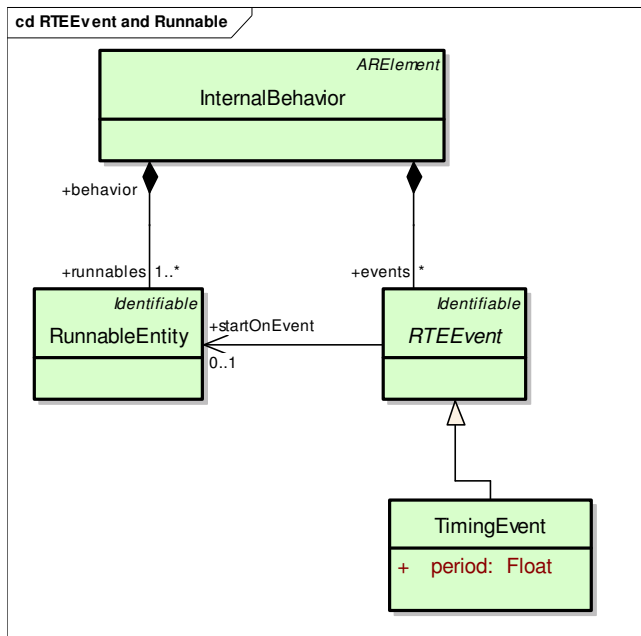 cd RTEEvent and Runnable
ARElement
InternalBehavior
+behavior
+runnables 1..*
+events *
Identifiable
RunnableEntity
+startOnEvent
0..1
Identifiable
RTEEvent
TimingEvent
+ period: Float